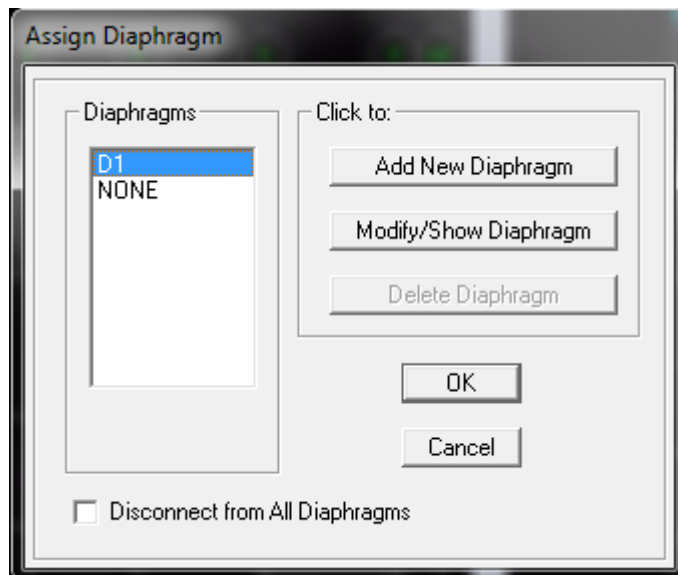 Assign Diaphragm
Diaphragms
D1
NONE
Click to:
Add New Diaphragm
Modify/Show Diaphragm
Delete Diaphragm
OK
Cancel
Disconnect from All Diaphragms